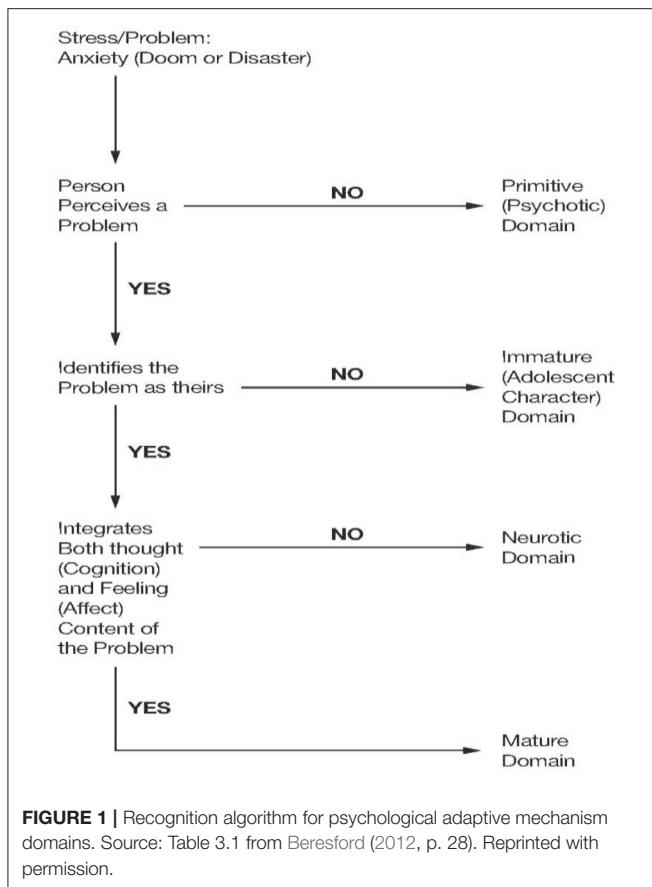 Stress/Problem:
Anxiety (Doom or Disaster)
Person
Perceives a
Problem
NO
Primitive
(Psychotic)
Domain
YES
Identifies the
Problem as theirs
NO
Immature
(Adolescent
Character)
Domain
YES
Integrates
Both thought
(Cognition)
and Feeling
(Affect)
Content of
the Problem
NO
Neurotic
Domain
YES
Mature
Domain
FIGURE 1 | Recognition algorithm for psychological adaptive mechanism
domains. Source: Table 3.1 from Beresford (2012, p. 28). Reprinted with
permission.